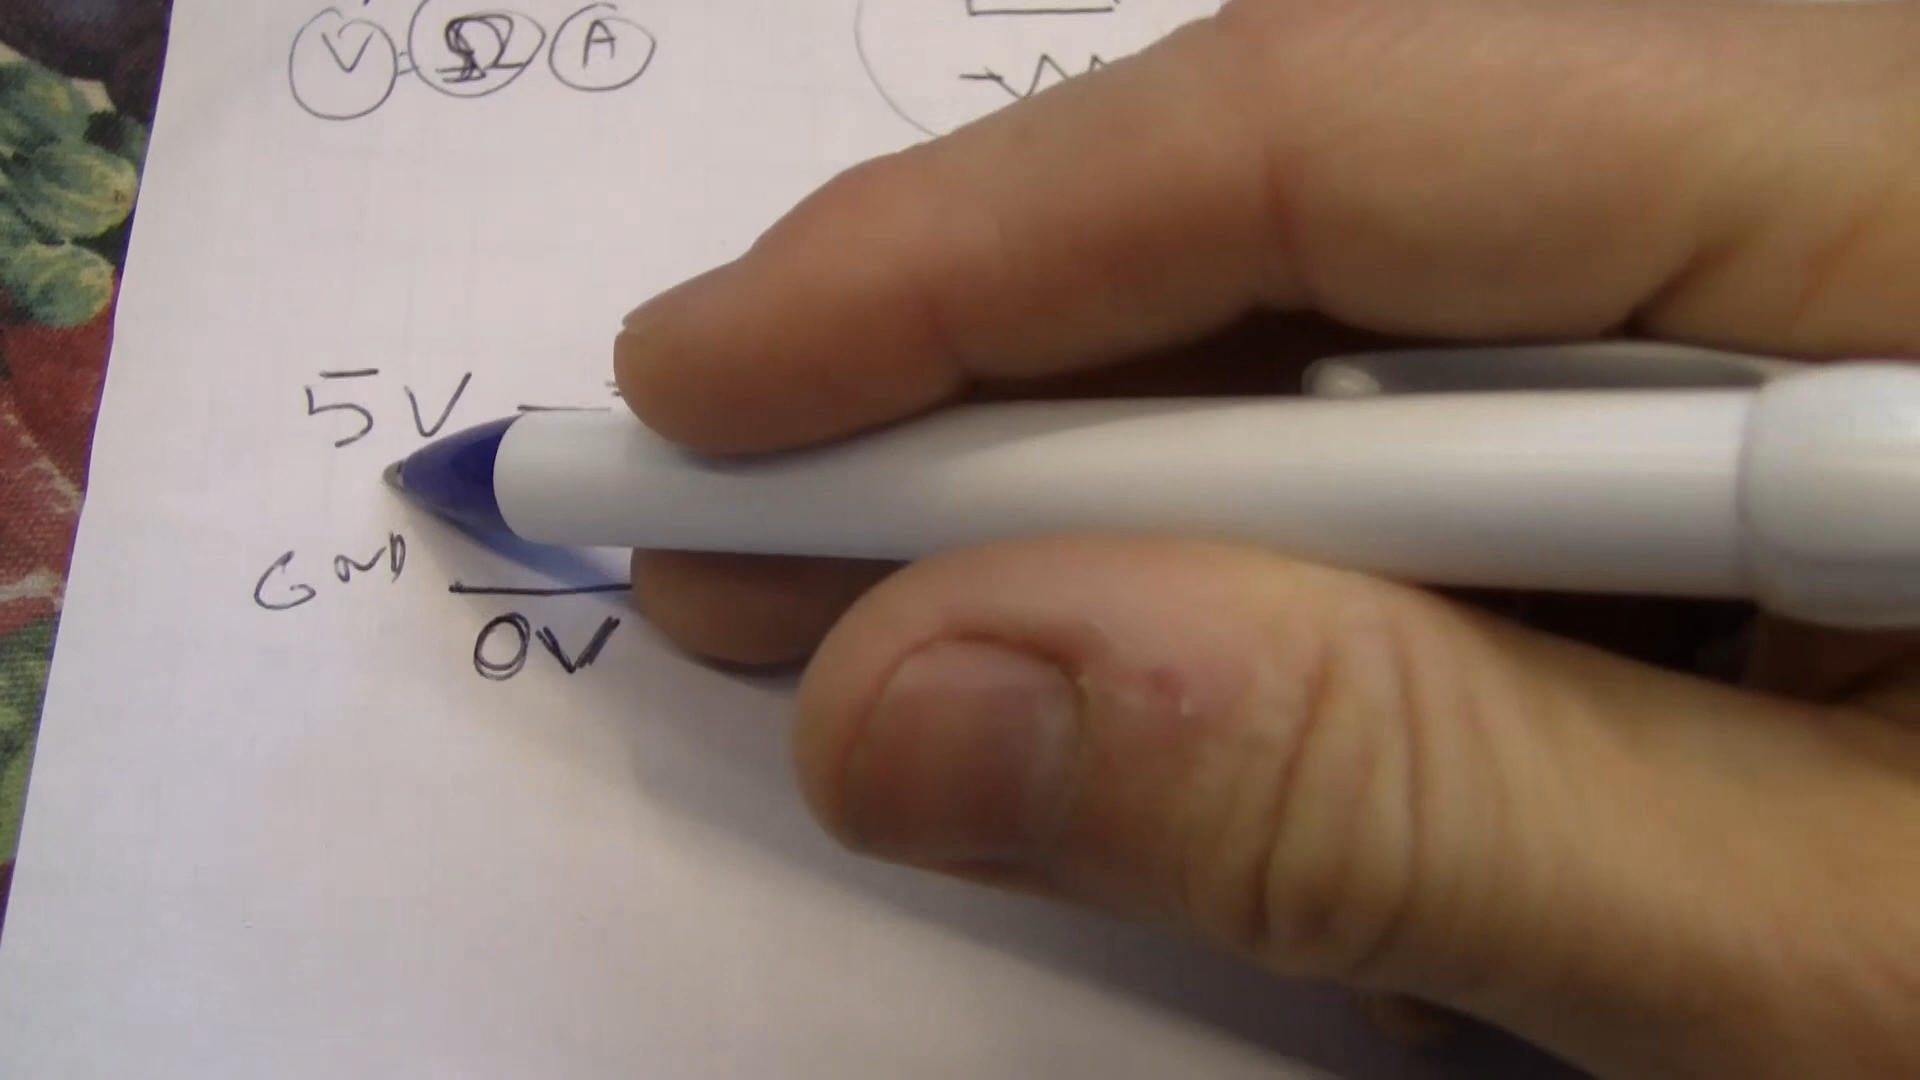 V = Ω A
5V
GND
0V